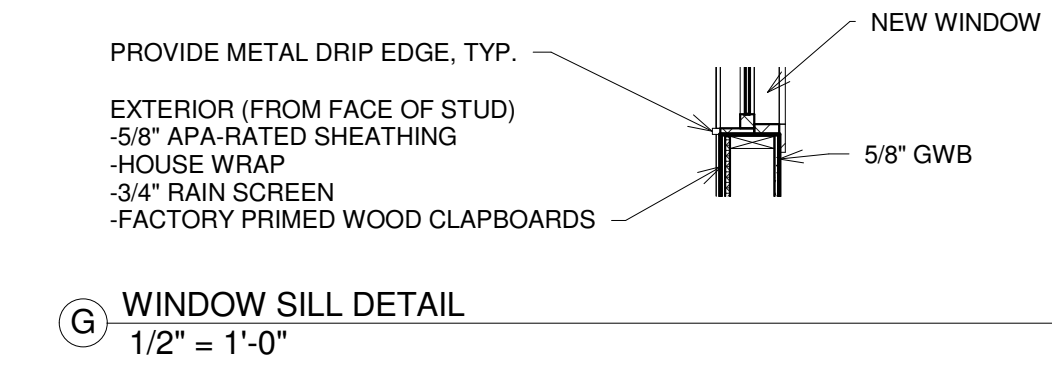 NEW WINDOW
PROVIDE METAL DRIP EDGE, TYP.
EXTERIOR (FROM FACE OF STUD)
-5/8" APA-RATED SHEATHING
-HOUSE WRAP
-3/4" RAIN SCREEN
-FACTORY PRIMED WOOD CLAPBOARDS
5/8" GWB
G
WINDOW SILL DETAIL
1/2" = 1'-0"